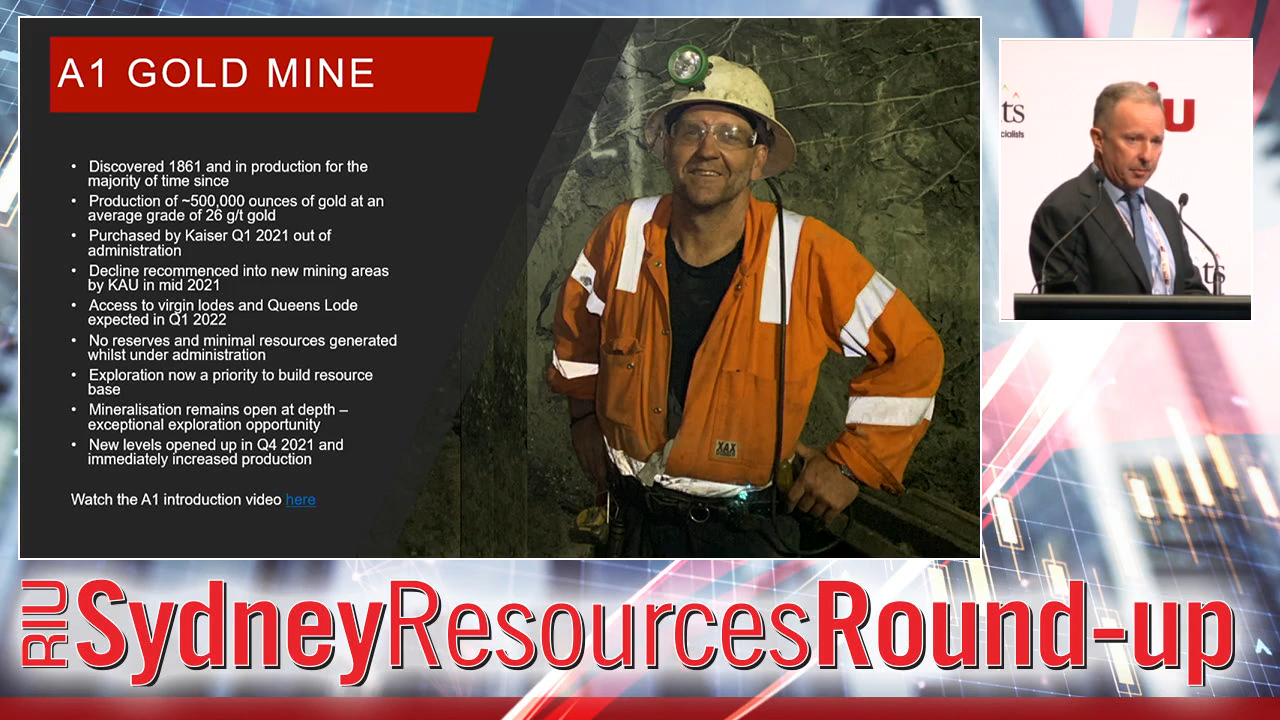 A1 GOLD MINE
• Discovered 1861 and in production for the
majority of time since
• Production of ~500,000 ounces of gold at an
average grade of 26 g/t gold
• Purchased by Kaiser Q1 2021 out of
administration
• Decline recommenced into new mining areas
by KAU in mid 2021
• Access to virgin lodes and Queens Lode
expected in Q1 2022
• No reserves and minimal resources generated
whilst under administration
• Exploration now a priority to build resource
base
• Mineralisation remains open at depth –
exceptional exploration opportunity
• New levels opened up in Q4 2021 and
immediately increased production
Watch the A1 introduction video here
XAX
ts
cialists
iu
ts
RIU SydneyResourcesRound-up